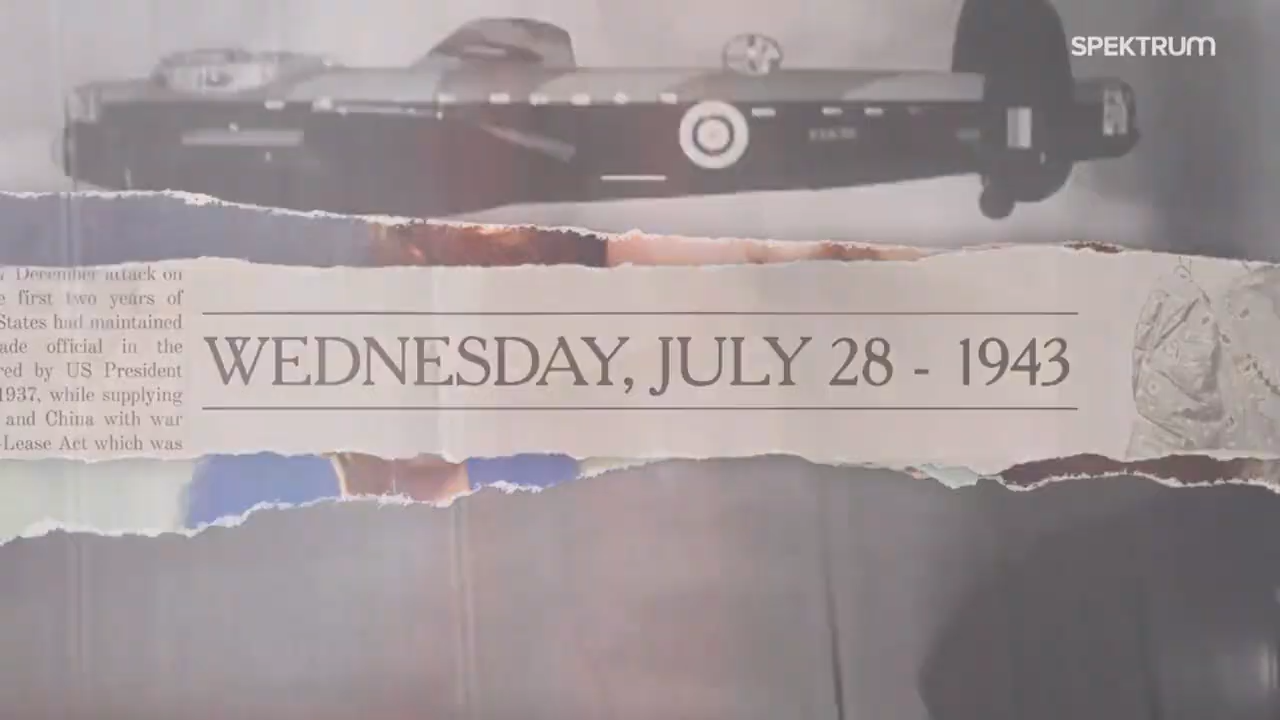 SPEKTRUM
December attack on
first two years of
States had maintained
official in the
by US President
1937, while supplying
and China with war
-Lease Act which was
WEDNESDAY, JULY 28 - 1943